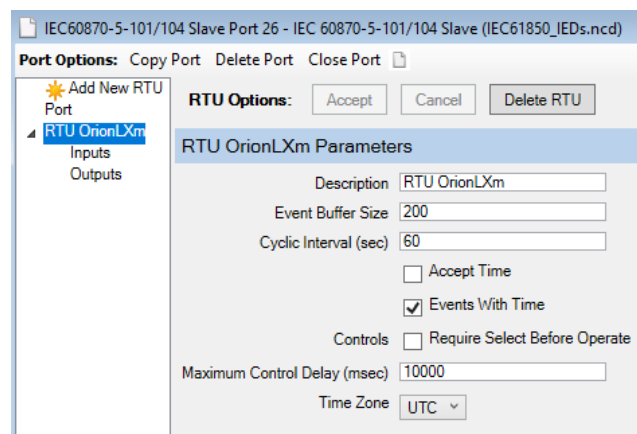 IEC60870-5-101/104 Slave Port 26 - IEC 60870-5-101/104 Slave (IEC61850_IEDs.ncd)
Port Options: Copy Port Delete Port Close Port
Add New RTU
Port
RTU OrionLXm
Inputs
Outputs
RTU Options: Accept Cancel Delete RTU
RTU OrionLXm Parameters
Description RTU OrionLXm
Event Buffer Size 200
Cyclic Interval (sec) 60
Accept Time
Events With Time
Controls Require Select Before Operate
Maximum Control Delay (msec) 10000
Time Zone UTC